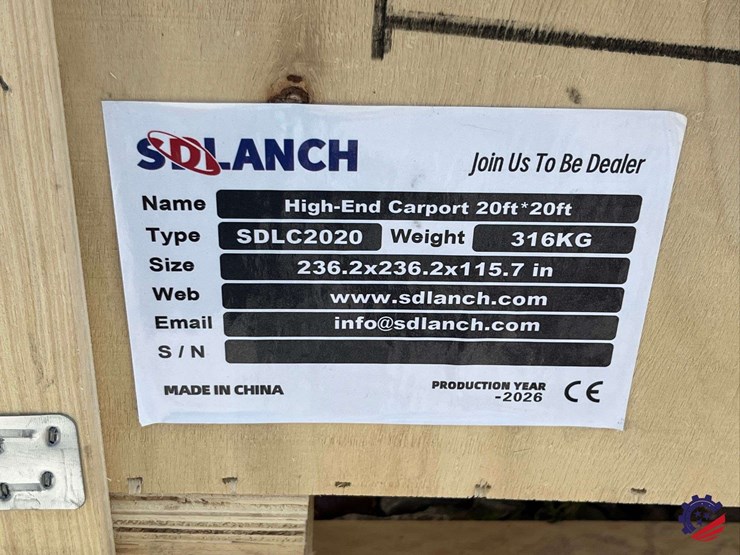 SDLANCH
Join Us To Be Dealer
Name High-End Carport 20ft*20ft
Type SDLC2020 Weight 316KG
Size 236.2x236.2x115.7 in
Web www.sdlanch.com
Email info@sdlanch.com
S / N
MADE IN CHINA
PRODUCTION YEAR
-2026
CE